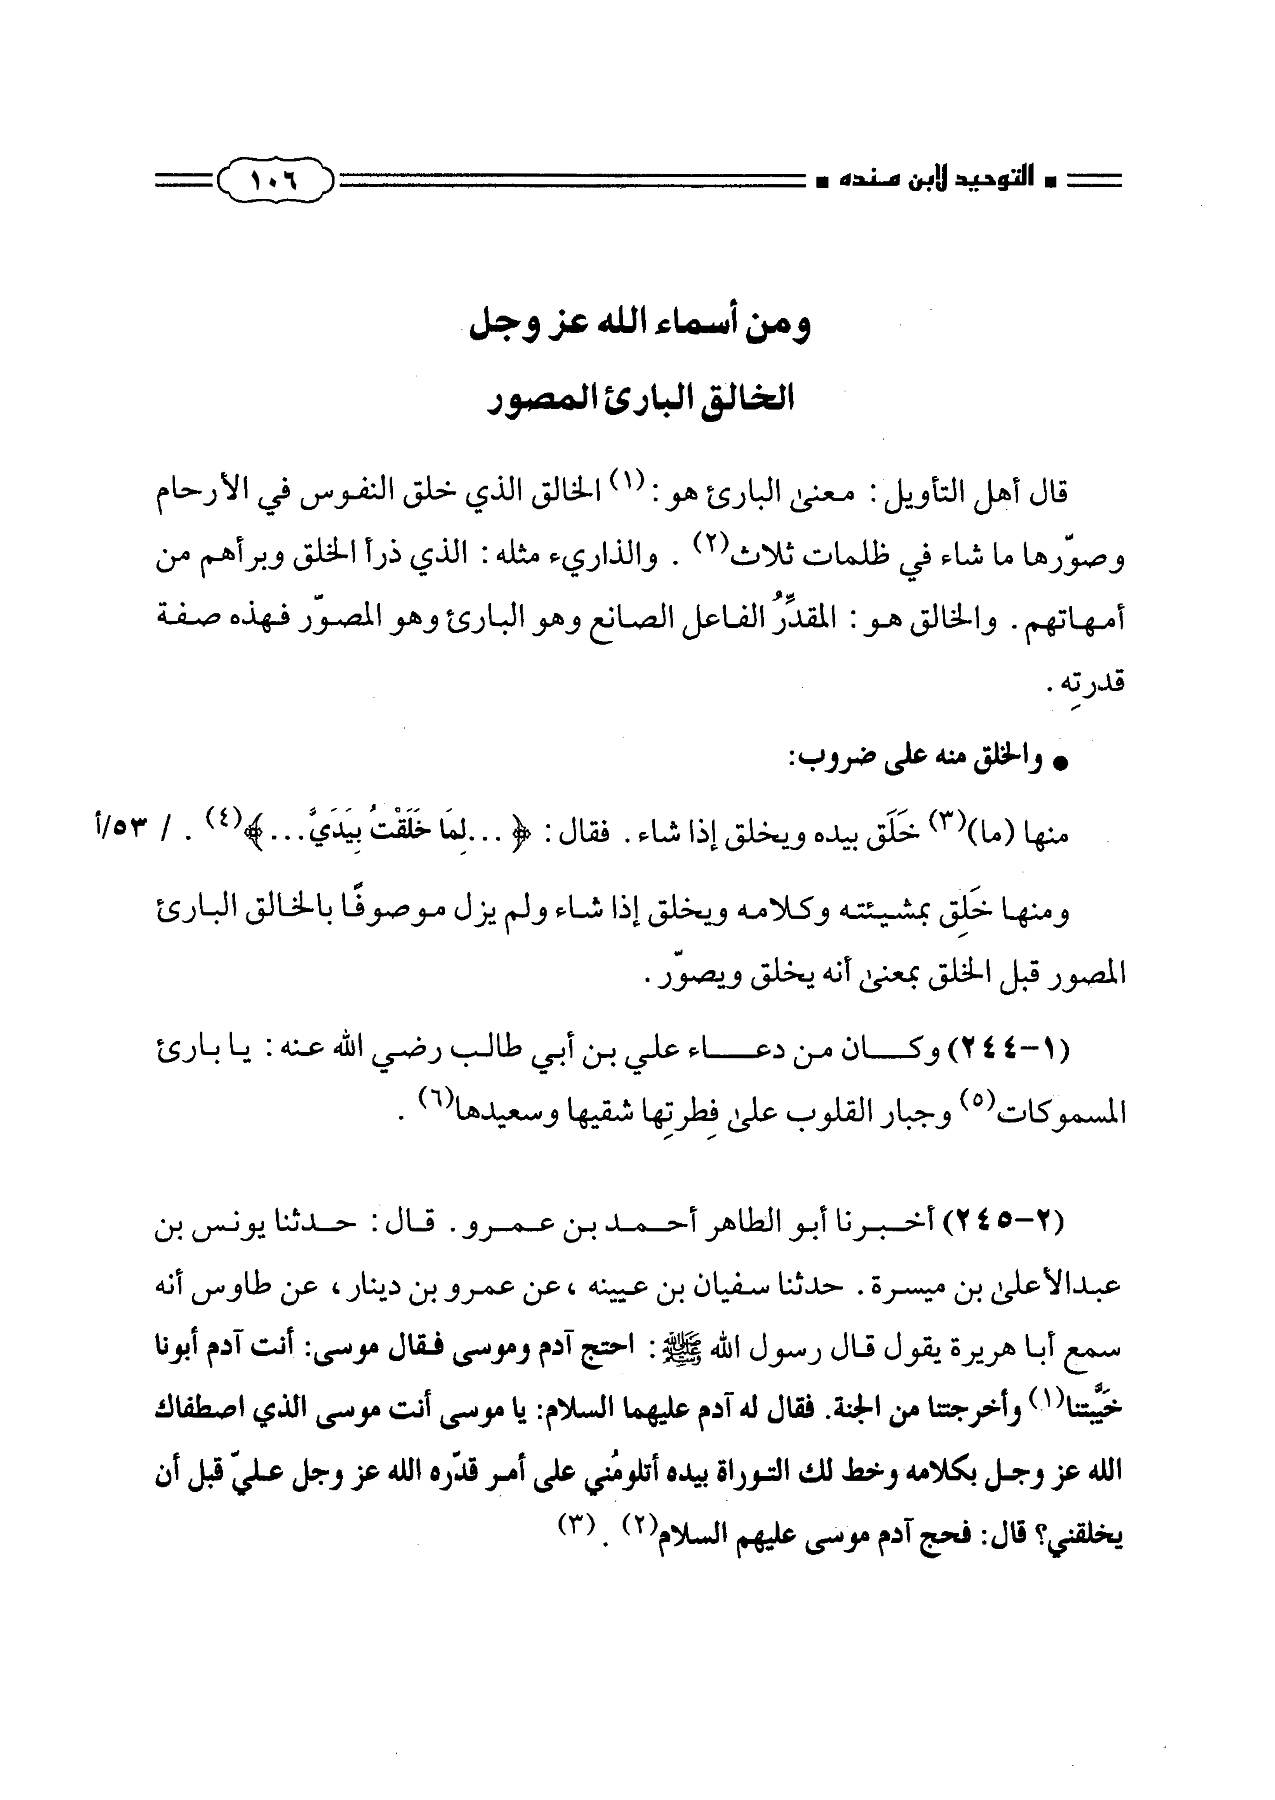 ▪ التوحيد لابن منده ▪ ١٠٦
ومن أسماء الله عز وجل
الخالق البارئ المصور
قال أهل التأويل : معنى البارئ هو :(١) الخالق الذي خلق النفوس في الأرحام
وصوّرها ما شاء في ظلمات ثلاث(٢) . والذاريء مثله : الذي ذرأ الخلق وبرأهم من
أمهاتهم . والخالق هو : المقدِّرُ الفاعل الصانع وهو البارئ وهو المصوّر فهذه صفة
قدرتِه .
● والخلق منه على ضروب:
منها (ما)(٣) خَلَق بيده ويخلق إذا شاء . فقال : ﴿ ...لِمَا خَلَقْتُ بِيَدَيَّ... ﴾(٤) . / ٥٣/أ
ومنها خَلِق بمشيئته وكلامه ويخلق إذا شاء ولم يزل موصوفًا بالخالق البارئ
المصور قبل الخلق بمعنى أنه يخلق ويصوّر .
(١-٢٤٤) وكان من دعاء علي بن أبي طالب رضي الله عنه : يا بارئ
المسموكات(٥) وجبار القلوب على فِطرتِها شقيها وسعيدها(٦) .
(٢-٢٤٥) أخبرنا أبو الطاهر أحمد بن عمرو . قال : حدثنا يونس بن
عبدالأعلى بن ميسرة . حدثنا سفيان بن عيينه ، عن عمرو بن دينار ، عن طاوس أنه
سمع أبا هريرة يقول قال رسول الله ﷺ : احتج آدم وموسى فقال موسى: أنت آدم أبونا
خيَّبتنا(١) وأخرجتنا من الجنة. فقال له آدم عليهما السلام: يا موسى أنت موسى الذي اصطفاك
الله عز وجل بكلامه وخط لك التوراة بيده أتلومُني على أمر قدّره الله عز وجل عليّ قبل أن
يخلقني؟ قال: فحج آدم موسى عليهم السلام(٢) . (٣)